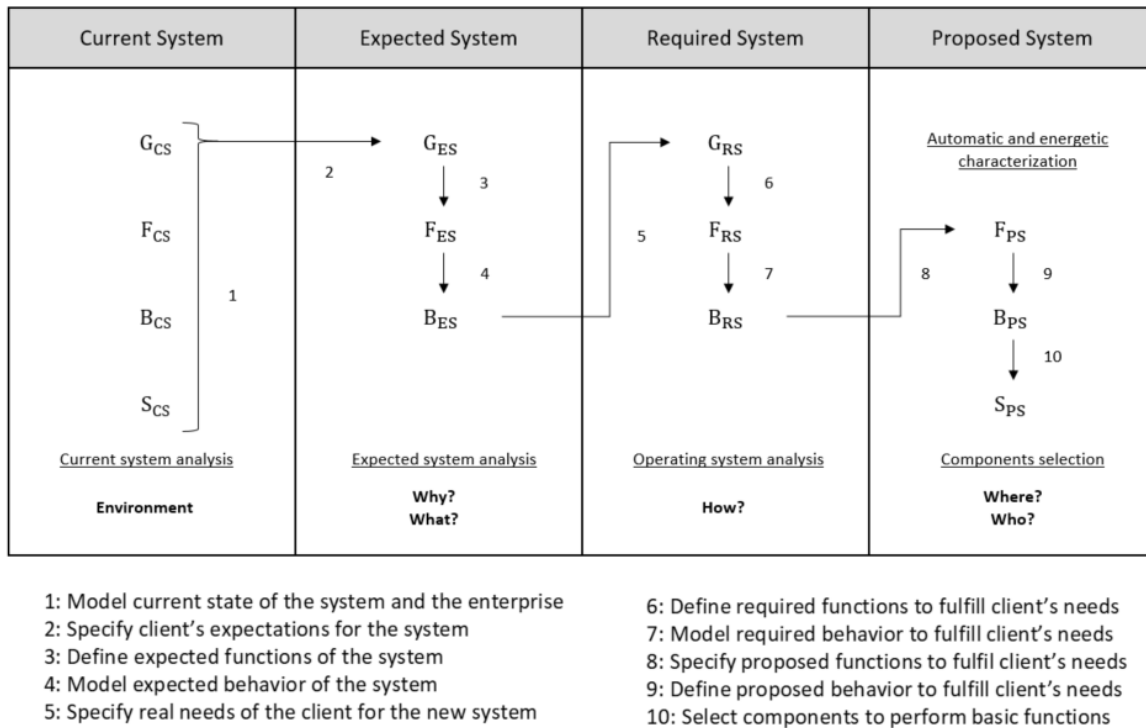 Current System
Expected System
Required System
Proposed System
G_CS
F_CS
B_CS
S_CS
1
Current system analysis
Environment
2
G_ES
3
F_ES
4
B_ES
Expected system analysis
Why?
What?
5
G_RS
6
F_RS
7
B_RS
Operating system analysis
How?
Automatic and energetic
characterization
8
F_PS
9
B_PS
10
S_PS
Components selection
Where?
Who?
1: Model current state of the system and the enterprise
2: Specify client's expectations for the system
3: Define expected functions of the system
4: Model expected behavior of the system
5: Specify real needs of the client for the new system
6: Define required functions to fulfill client's needs
7: Model required behavior to fulfill client's needs
8: Specify proposed functions to fulfil client's needs
9: Define proposed behavior to fulfill client's needs
10: Select components to perform basic functions